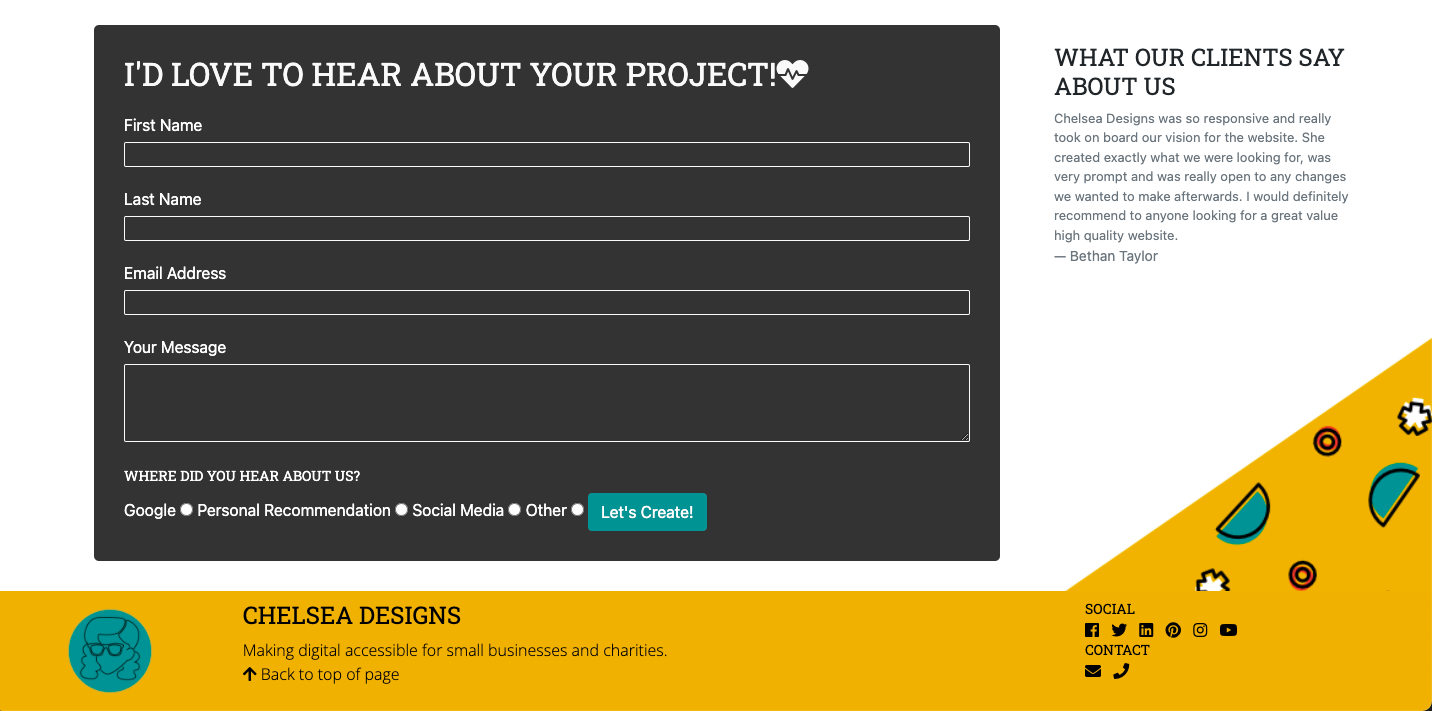 I'D LOVE TO HEAR ABOUT YOUR PROJECT!
First Name
Last Name
Email Address
Your Message
WHERE DID YOU HEAR ABOUT US?
Google Personal Recommendation Social Media Other Let's Create!
WHAT OUR CLIENTS SAY
ABOUT US
Chelsea Designs was so responsive and really
took on board our vision for the website. She
created exactly what we were looking for, was
very prompt and was really open to any changes
we wanted to make afterwards. I would definitely
recommend to anyone looking for a great value
high quality website.
— Bethan Taylor
CHELSEA DESIGNS
Making digital accessible for small businesses and charities.
Back to top of page
SOCIAL
CONTACT